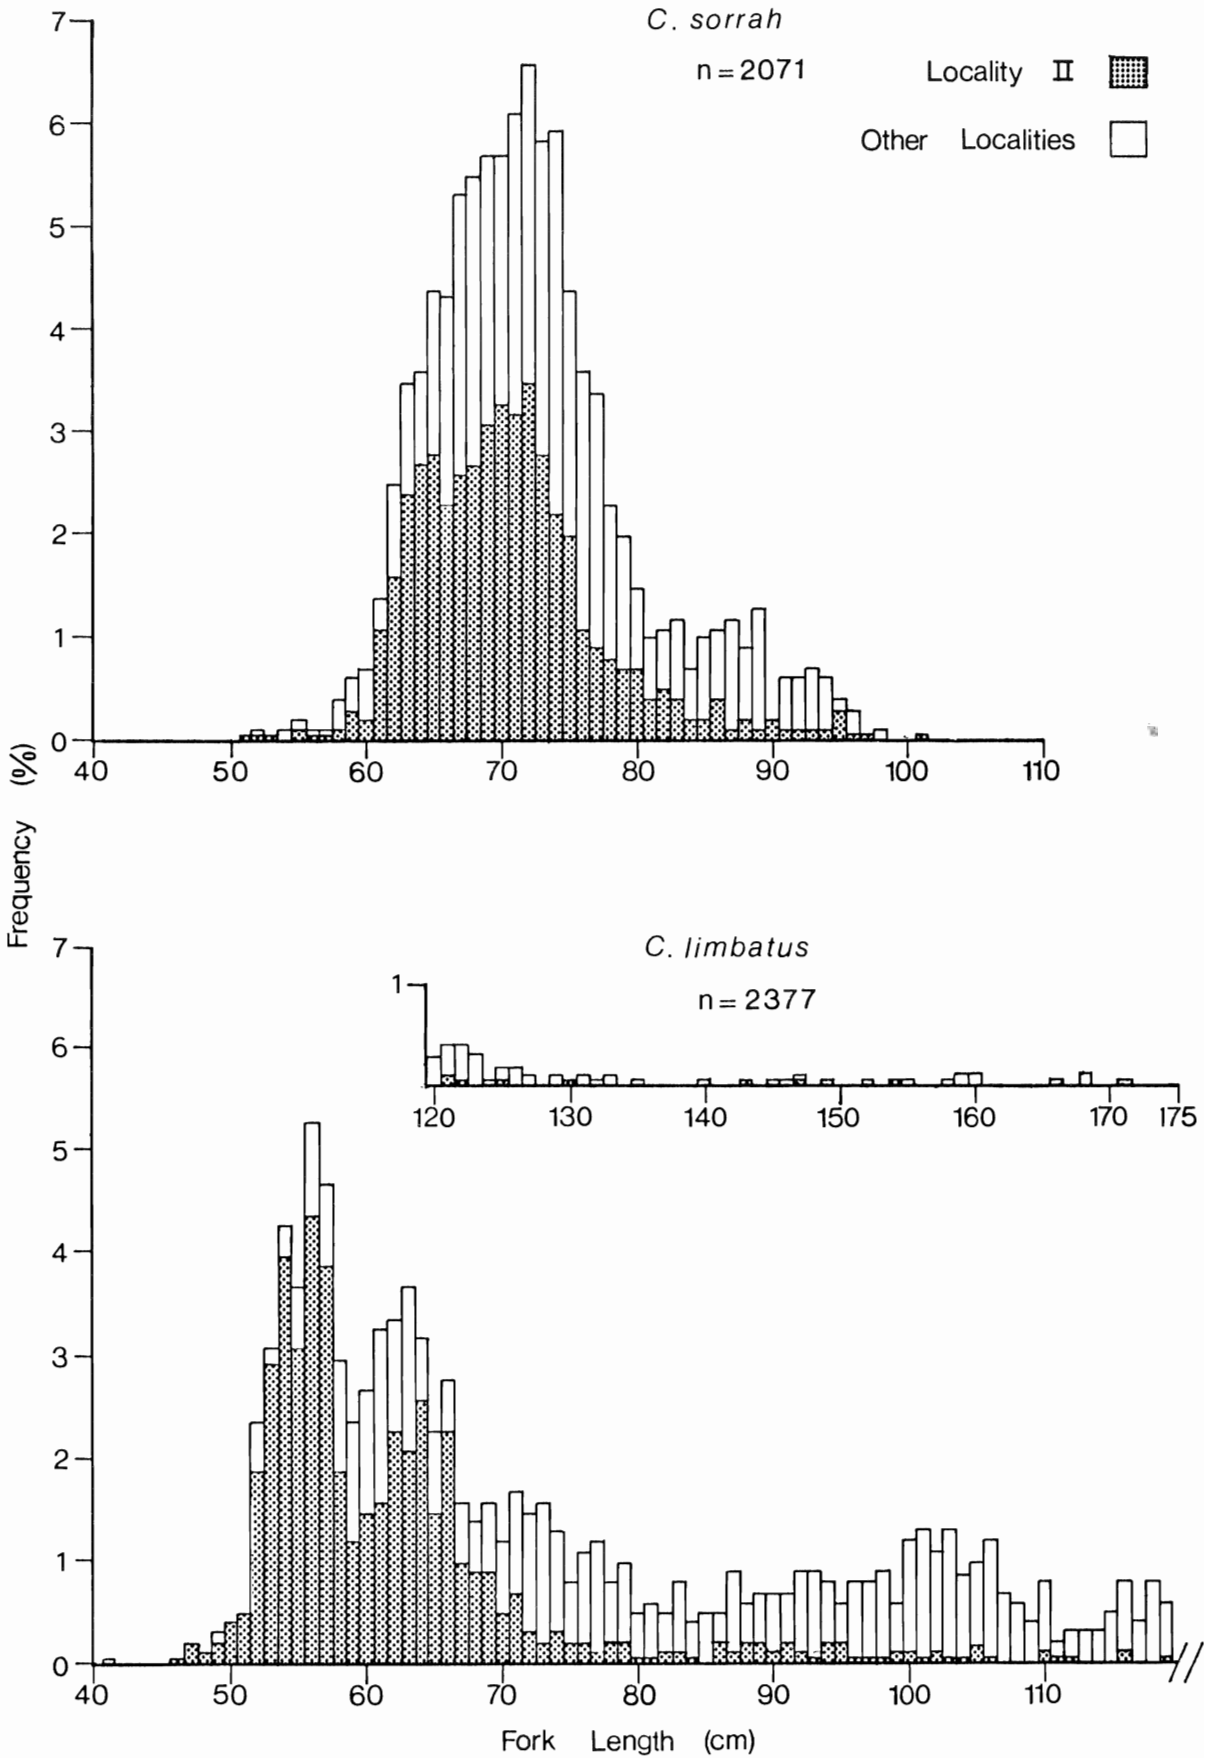 C. sorrah
n = 2071
Locality II
Other Localities
7
6
5
4
3
2
1
0
40 50 60 70 80 90 100 110
Frequency (%)
C. limbatus
n = 2377
1
120 130 140 150 160 170 175
7
6
5
4
3
2
1
0
40 50 60 70 80 90 100 110
Fork Length (cm)